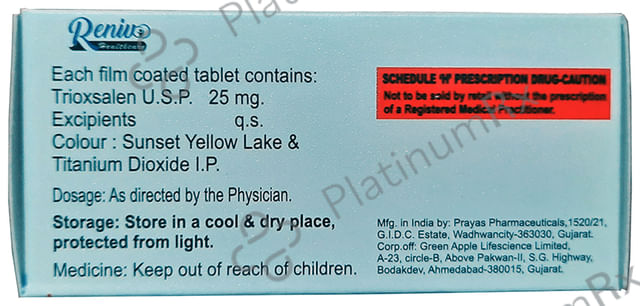 Reniv
Healthcare
Each film coated tablet contains:
Trioxsalen U.S.P. 25 mg.
Excipients q.s.
Colour : Sunset Yellow Lake &
Titanium Dioxide I.P.
Dosage: As directed by the Physician.
Storage: Store in a cool & dry place,
protected from light.
Medicine: Keep out of reach of children.
SCHEDULE 'H' PRESCRIPTION DRUG-CAUTION
Not to be sold by retail without the prescription
of a Registered Medical Practitioner.
Mfg. in India by: Prayas Pharmaceuticals,1520/21,
G.I.D.C. Estate, Wadhwancity-363030, Gujarat.
Corp.off: Green Apple Lifescience Limited,
A-23, circle-B, Above Pakwan-II, S.G. Highway,
Bodakdev, Ahmedabad-380015, Gujarat.
PlatinumRx
PlatinumRx